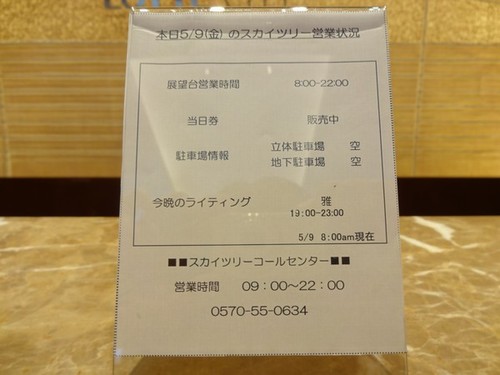 本日5/9(金) のスカイツリー営業状況
展望台営業時間 8:00-22:00
当日券 販売中
駐車場情報 立体駐車場 空
地下駐車場 空
今晩のライティング 雅
19:00-23:00
5/9 8:00am現在
■■スカイツリーコールセンター■■
営業時間 09：00～22：00
0570-55-0634